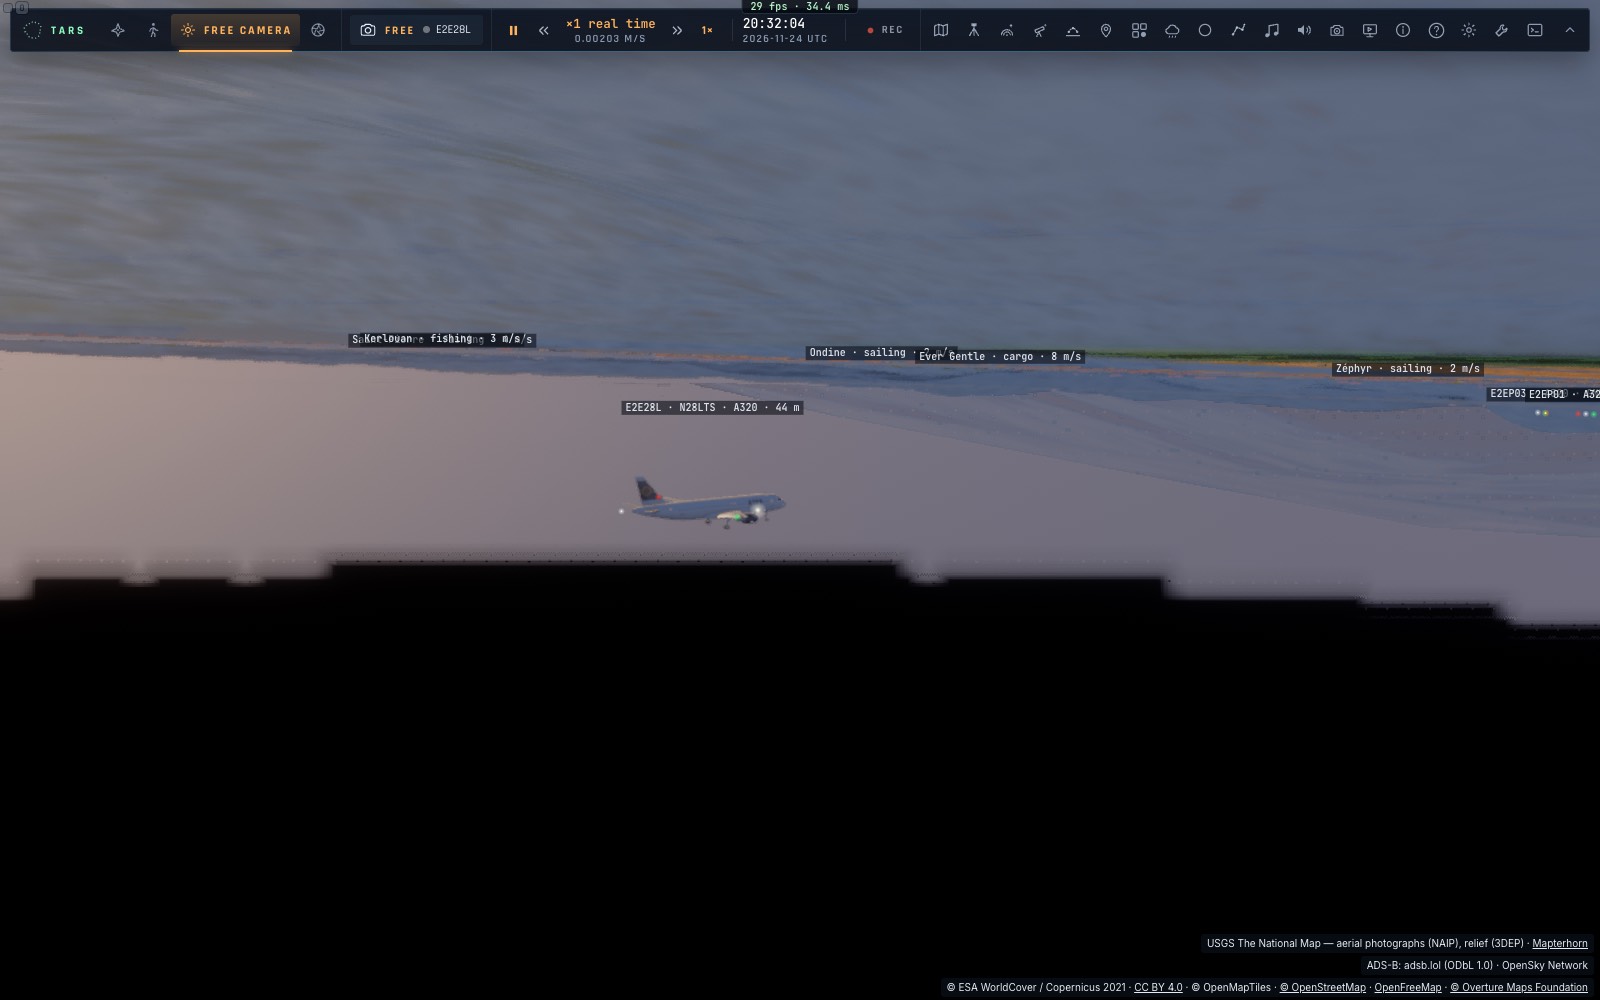 29 fps · 34.4 ms
TARS
FREE CAMERA
FREE
E2E28L
×1 real time
0.00203 M/S
1×
20:32:04
2026-11-24 UTC
REC
Kerlouan · fishing · 3 m/s
Ondine · sailing
Ever Gentle · cargo · 8 m/s
Zéphyr · sailing · 2 m/s
E2EP03
E2EP01 · A32
E2E28L · N28LTS · A320 · 44 m
USGS The National Map — aerial photographs (NAIP), relief (3DEP) · Mapterhorn
ADS-B: adsb.lol (ODbL 1.0) · OpenSky Network
© ESA WorldCover / Copernicus 2021 · CC BY 4.0 · © OpenMapTiles · © OpenStreetMap · OpenFreeMap · © Overture Maps Foundation